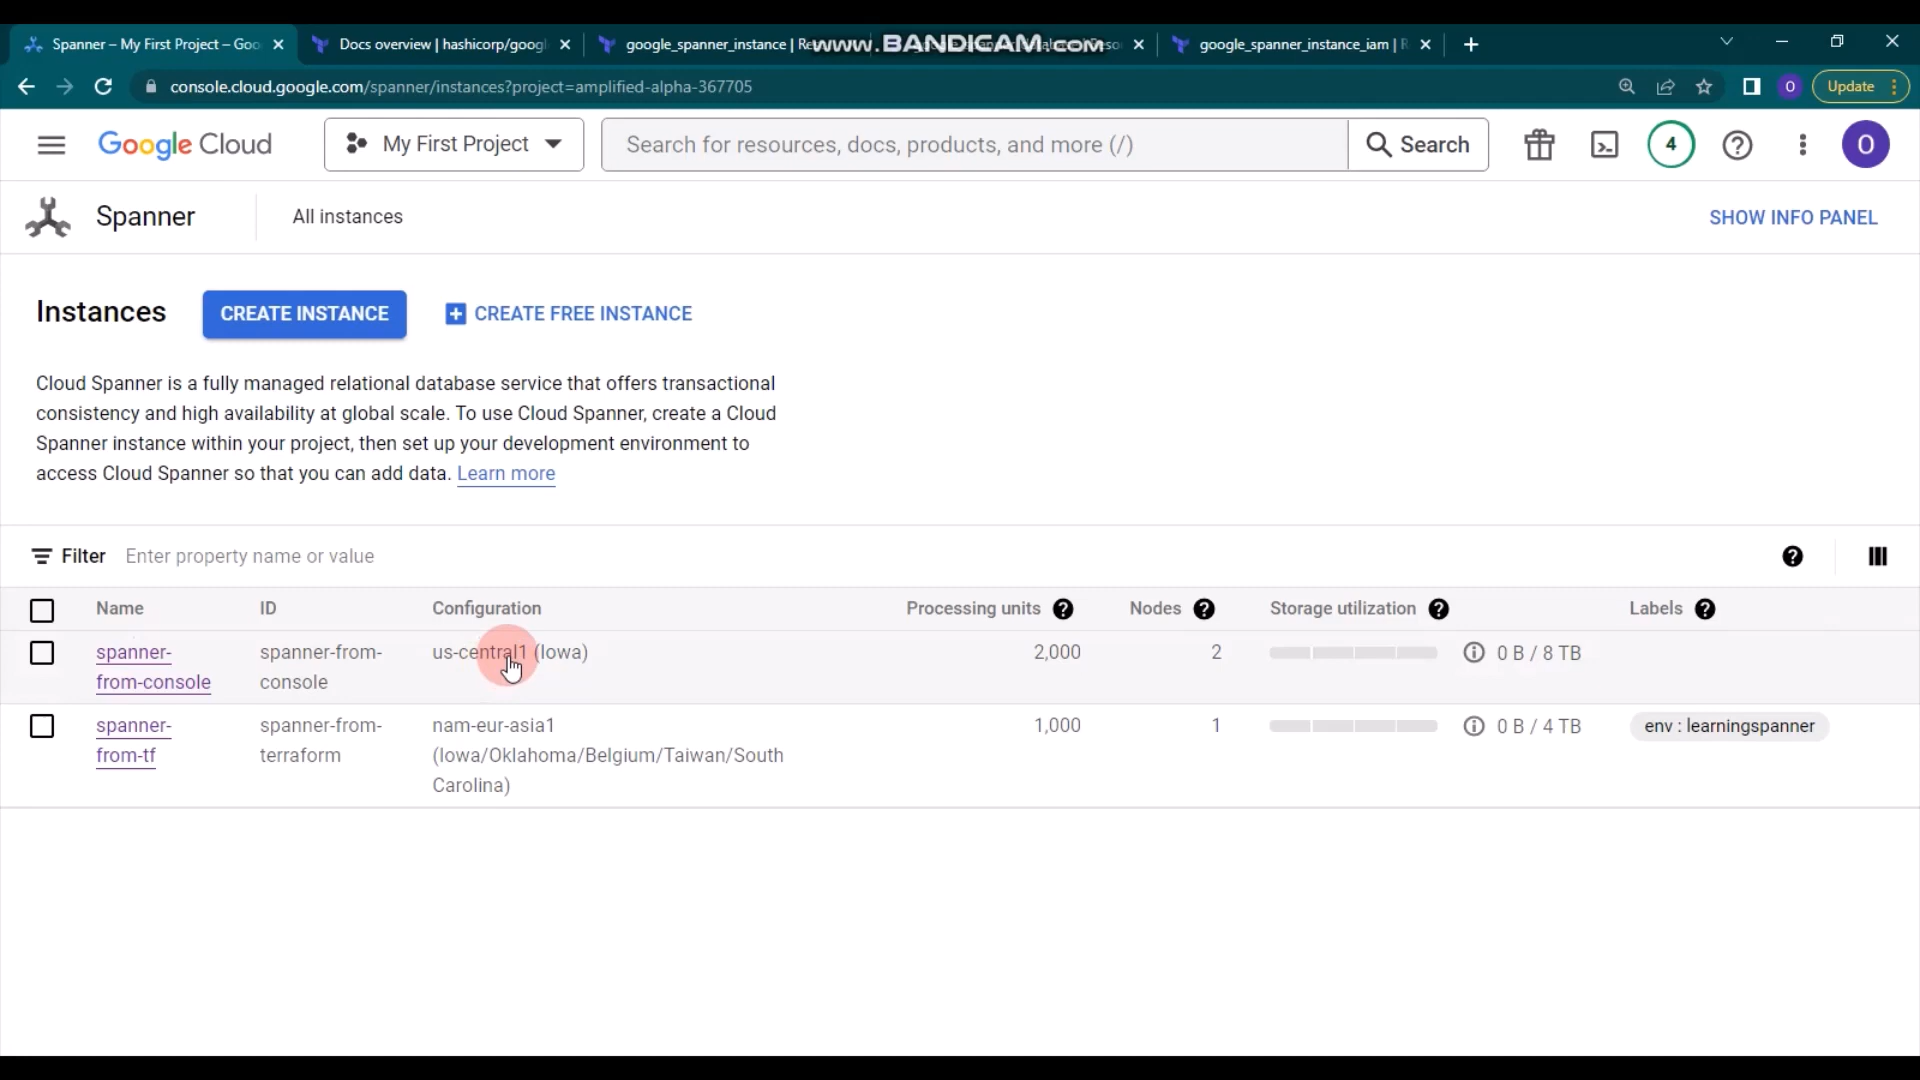 Spanner – My First Project – Goo
Docs overview | hashicorp/goog
google_spanner_instance | Re
www.BANDICAM.com
google_spanner_instance_iam | R
console.cloud.google.com/spanner/instances?project=amplified-alpha-367705
O
Update
Google Cloud
My First Project
Search for resources, docs, products, and more (/)
Search
4
O
Spanner
All instances
SHOW INFO PANEL
Instances
CREATE INSTANCE
CREATE FREE INSTANCE
Cloud Spanner is a fully managed relational database service that offers transactional
consistency and high availability at global scale. To use Cloud Spanner, create a Cloud
Spanner instance within your project, then set up your development environment to
access Cloud Spanner so that you can add data. Learn more
Filter
Enter property name or value
Name ID Configuration Processing units Nodes Storage utilization Labels
spanner- spanner-from- us-central1 (Iowa) 2,000 2 0 B / 8 TB
from-console console
spanner- spanner-from- nam-eur-asia1 1,000 1 0 B / 4 TB env : learningspanner
from-tf terraform (Iowa/Oklahoma/Belgium/Taiwan/South
Carolina)